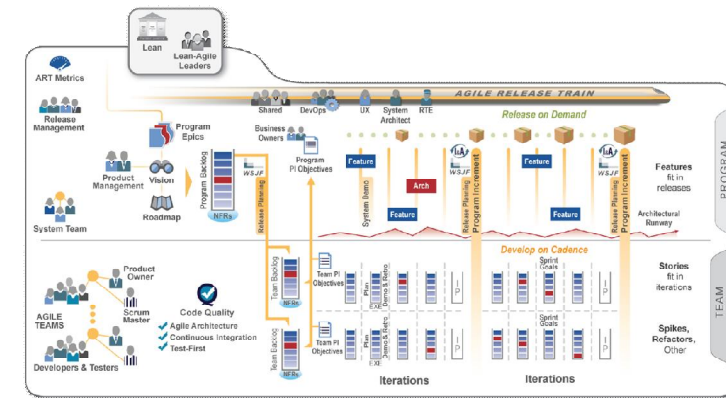 Lean
Lean-Agile
Leaders
ART Metrics
Release
Management
Program
Epics
Product
Management
Vision
Roadmap
System Team
Program Backlog
NFRs
WSJF
Release Planning
Shared
DevOps
UX
System
Architect
RTE
AGILE RELEASE TRAIN
Release on Demand
Business
Owners
Program
PI Objectives
Feature
System Demo
Feature
Arch
I&A
WSJF
Release Planning
Program Increment
Feature
Feature
I&A
WSJF
Release Planning
Program Increment
Features
fit in
releases
Architectural
Runway
PROGRAM
Develop on Cadence
AGILE
TEAMS
Product
Owner
Scrum
Master
Developers & Testers
Code Quality
Agile Architecture
Continuous Integration
Test-First
Team Backlog
NFRs
Team PI
Objectives
Plan
Demo & Retro
I
P
Sprint
Goals
I
P
Stories
fit in
iterations
Team Backlog
NFRs
Team PI
Objectives
Plan
Demo & Retro
I
P
Sprint
Goals
I
P
Spikes,
Refactors,
Other
Iterations
Iterations
TEAM